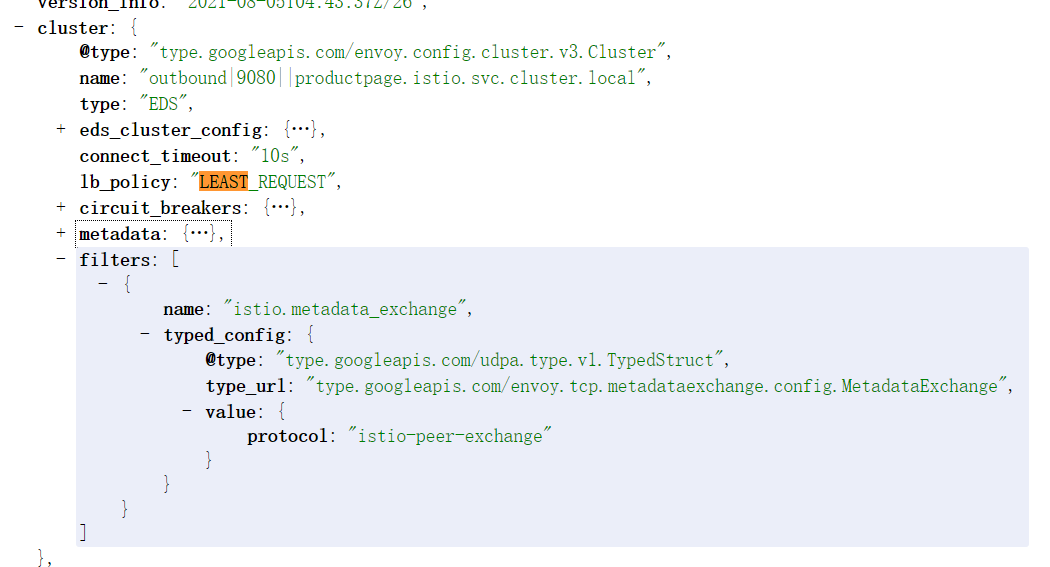 version_info: "2021-08-05T04:43:37Z/26",
- cluster: {
@type: "type.googleapis.com/envoy.config.cluster.v3.Cluster",
name: "outbound|9080||productpage.istio.svc.cluster.local",
type: "EDS",
+ eds_cluster_config: {…},
connect_timeout: "10s",
lb_policy: "LEAST_REQUEST",
+ circuit_breakers: {…},
+ metadata: {…},
- filters: [
- {
name: "istio.metadata_exchange",
- typed_config: {
@type: "type.googleapis.com/udpa.type.v1.TypedStruct",
type_url: "type.googleapis.com/envoy.tcp.metadataexchange.config.MetadataExchange",
- value: {
protocol: "istio-peer-exchange"
}
}
}
]
},